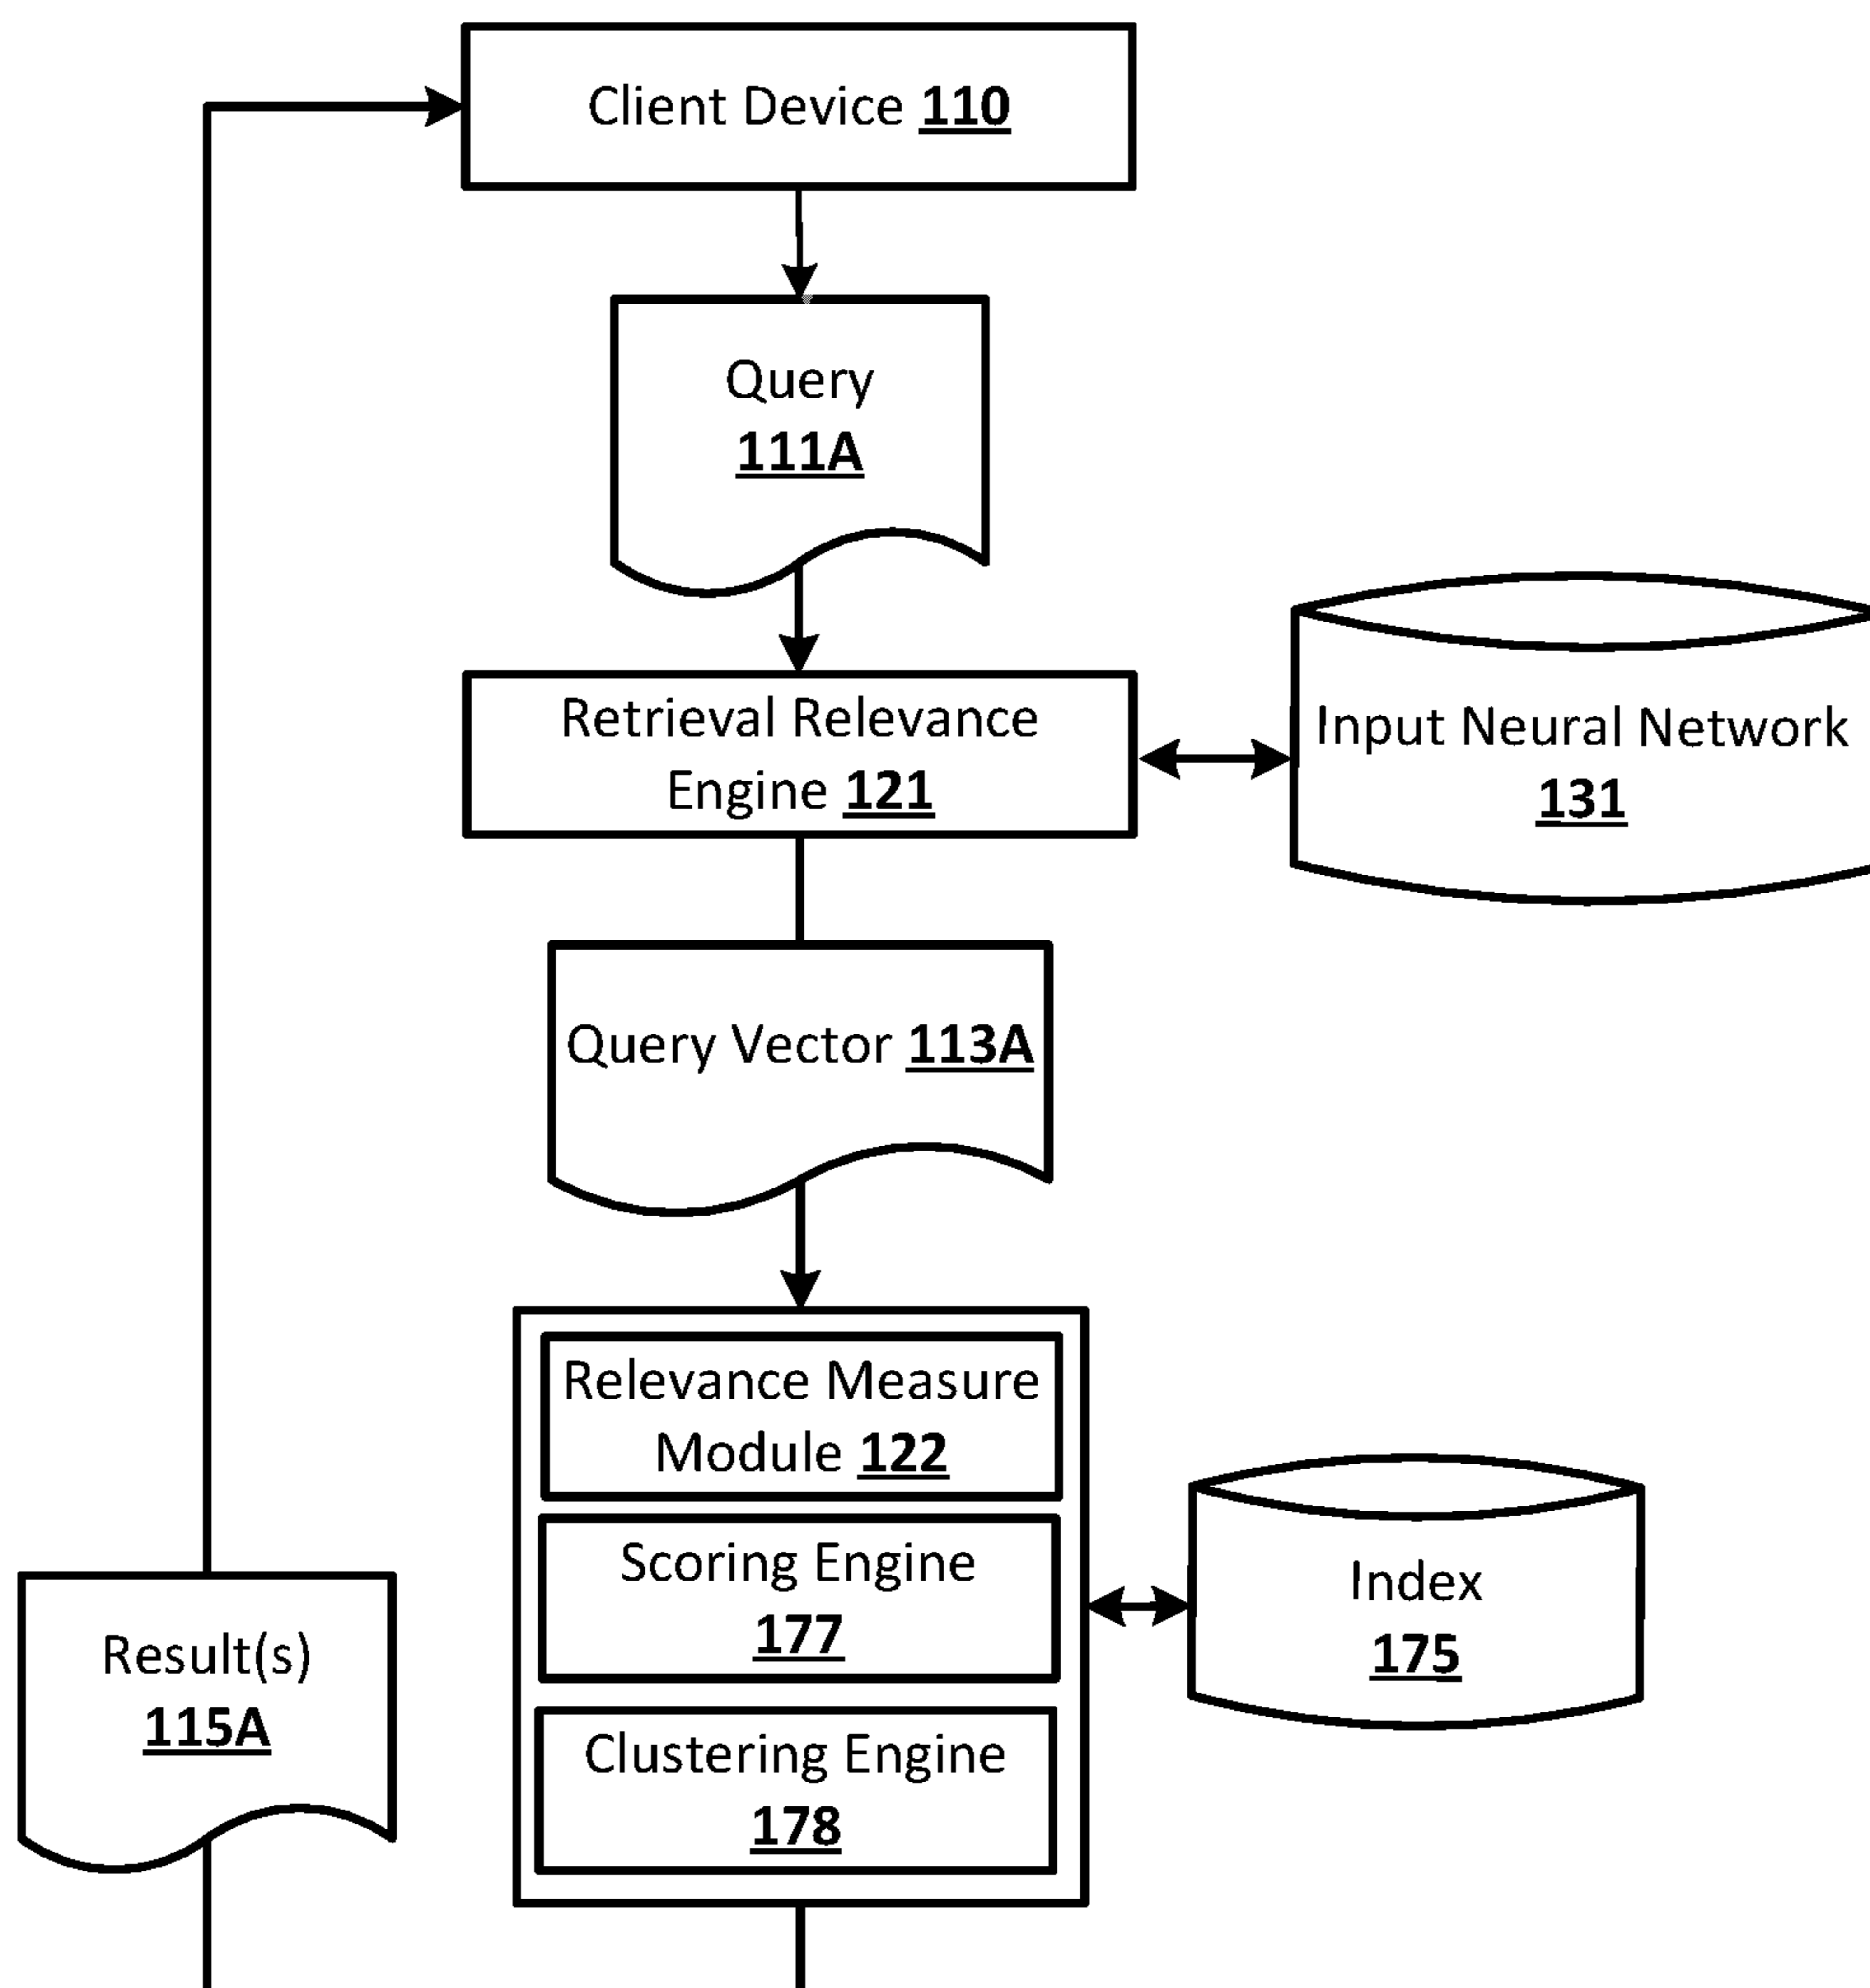 Client Device 110
Query
111A
Retrieval Relevance
Engine 121
Input Neural Network
131
Query Vector 113A
Relevance Measure
Module 122
Scoring Engine
177
Index
175
Result(s)
115A
Clustering Engine
178